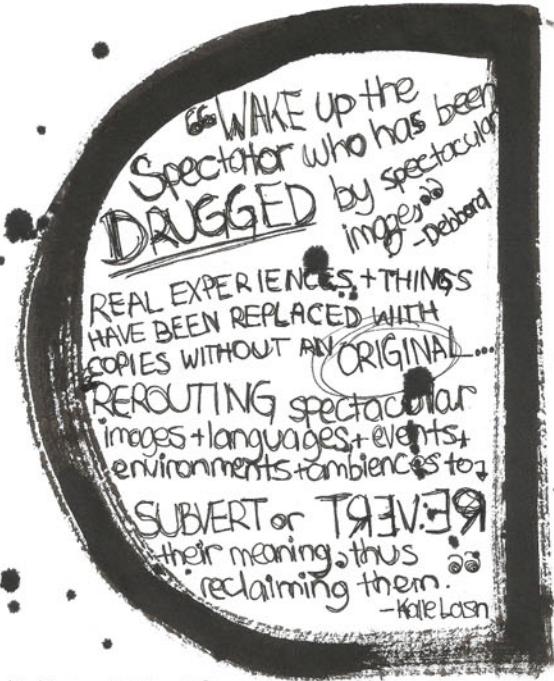 “WAKE up the
Spectator who has been
DRUGGED by spectacular
images” -Debbord
REAL EXPERIENCES, + THINGS
HAVE BEEN REPLACED WITH
COPIES WITHOUT AN ORIGINAL...
REROUTING spectacular
images + languages, + events, +
environments + ambiences to
SUBVERT or REVERT
their meaning, thus
reclaiming them.”
-Kalle Lasn